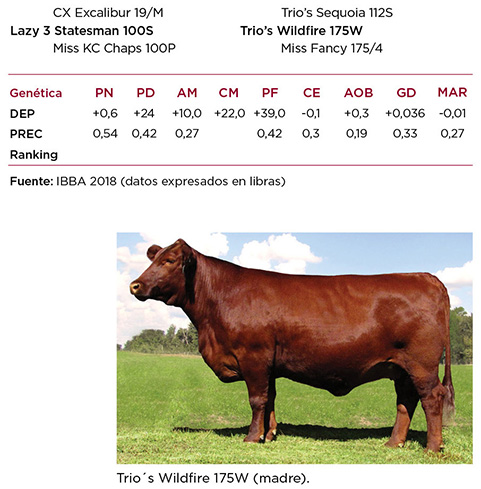 CX Excalibur 19/M Trio's Sequoia 112S
Lazy 3 Statesman 100S Trio's Wildfire 175W
Miss KC Chaps 100P Miss Fancy 175/4
Genética PN PD AM CM PF CE AOB GD MAR
DEP +0,6 +24 +10,0 +22,0 +39,0 -0,1 +0,3 +0,036 -0,01
PREC 0,54 0,42 0,27 0,42 0,3 0,19 0,33 0,27
Ranking
Fuente: IBBA 2018 (datos expresados en libras)
Trio´s Wildfire 175W (madre).